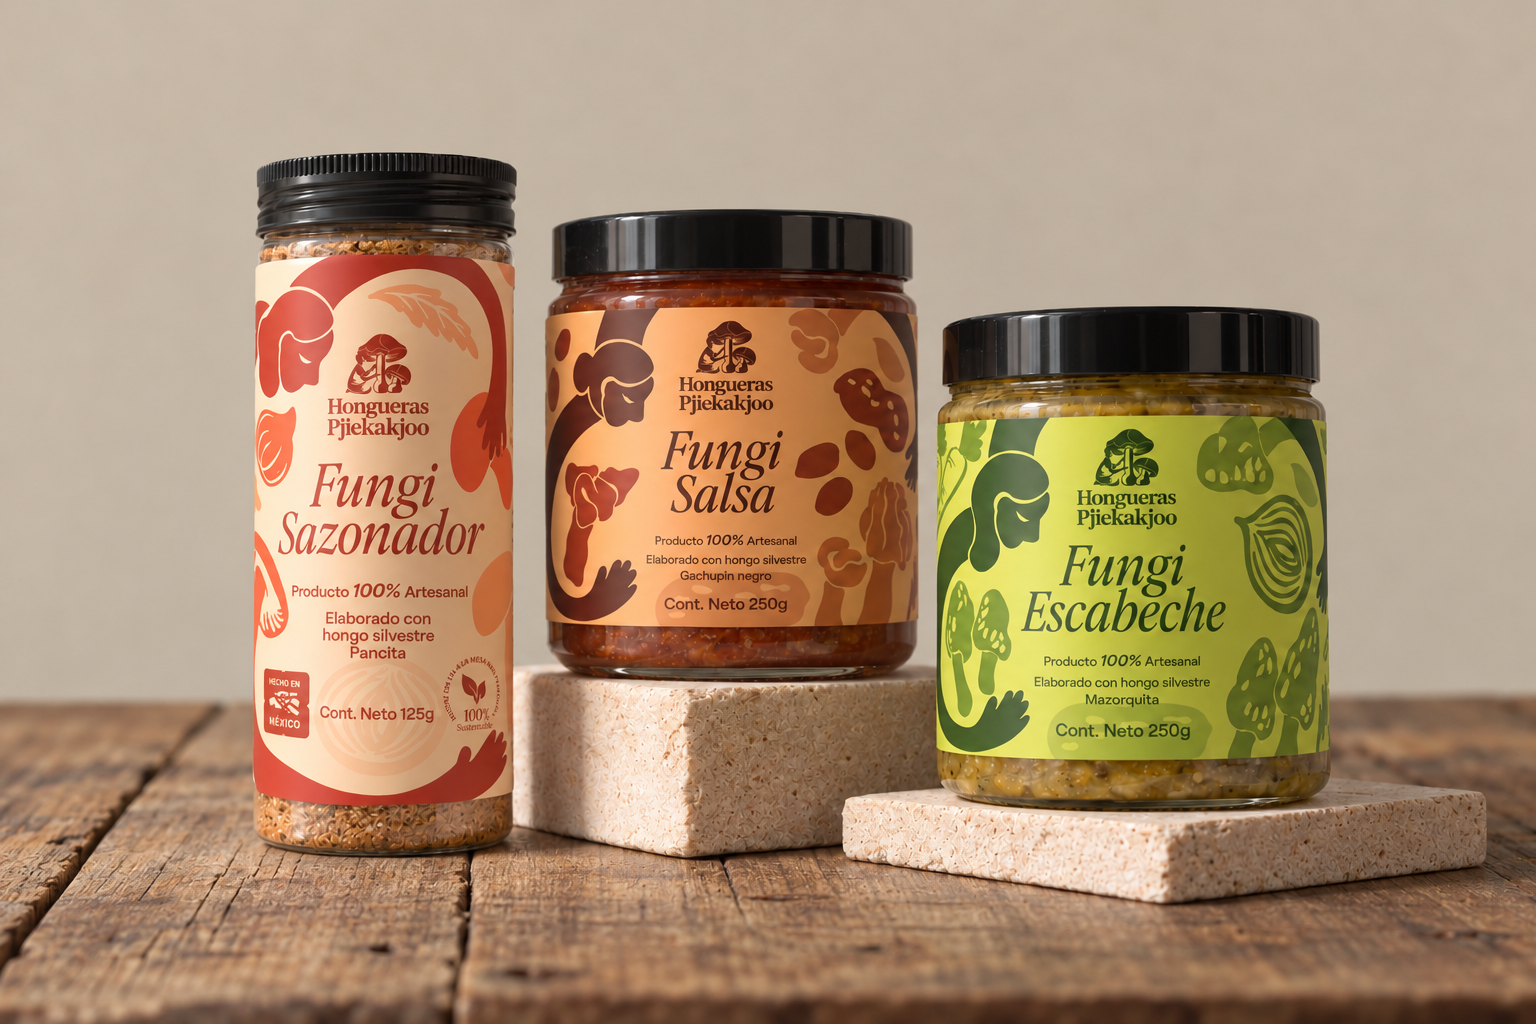 Hongueras
Pjiekakjoo
Fungi
Sazonador
Producto 100% Artesanal
Elaborado con
hongo silvestre
Pancita
HECHO EN
MÉXICO
Cont. Neto 125g
100%
Sustentable
Hongueras
Pjiekakjoo
Fungi
Salsa
Producto 100% Artesanal
Elaborado con hongo silvestre
Gachupin negro
Cont. Neto 250g
Hongueras
Pjiekakjoo
Fungi
Escabeche
Producto 100% Artesanal
Elaborado con hongo silvestre
Mazorquita
Cont. Neto 250g